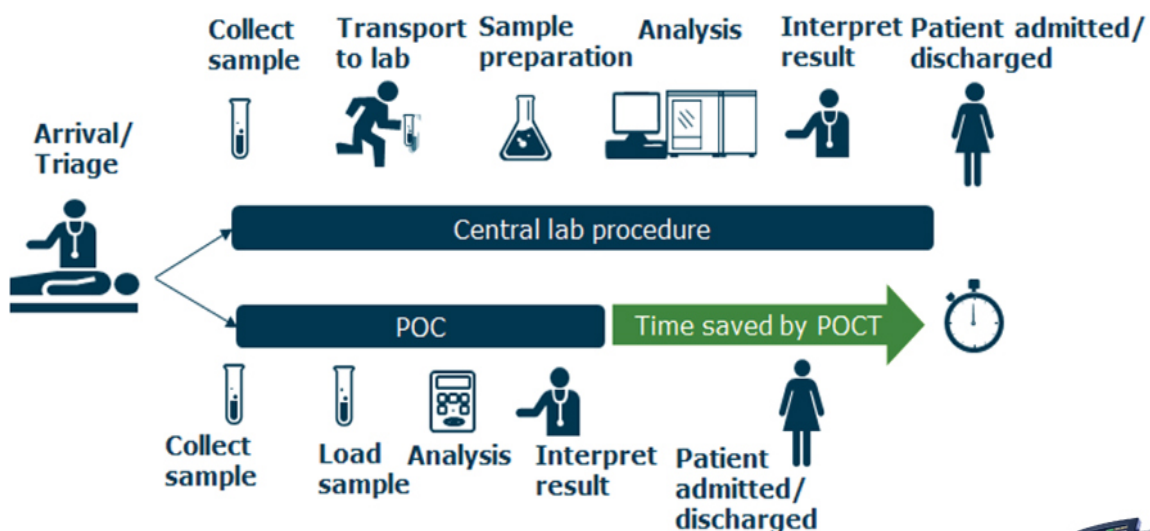 Collect
sample
Transport
to lab
Sample
preparation
Analysis
Interpret
result
Patient admitted/
discharged
Arrival/
Triage
Central lab procedure
POC
Time saved by POCT
Collect
sample
Load
sample
Analysis
Interpret
result
Patient
admitted/
discharged